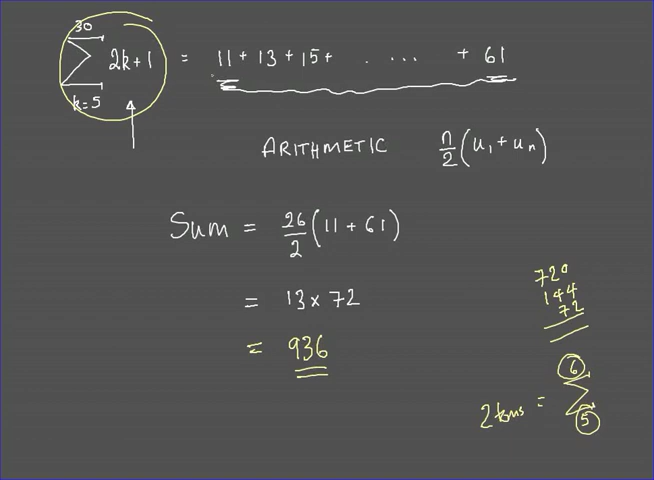 30
Σ 2k+1 = 11 + 13 + 15 + . ... + 61
k=5
ARITHMETIC n/2 (u₁ + uₙ)
Sum = 26/2 (11 + 61)
= 13 x 72
= 936
720
144
72
6
2 terms = Σ
5